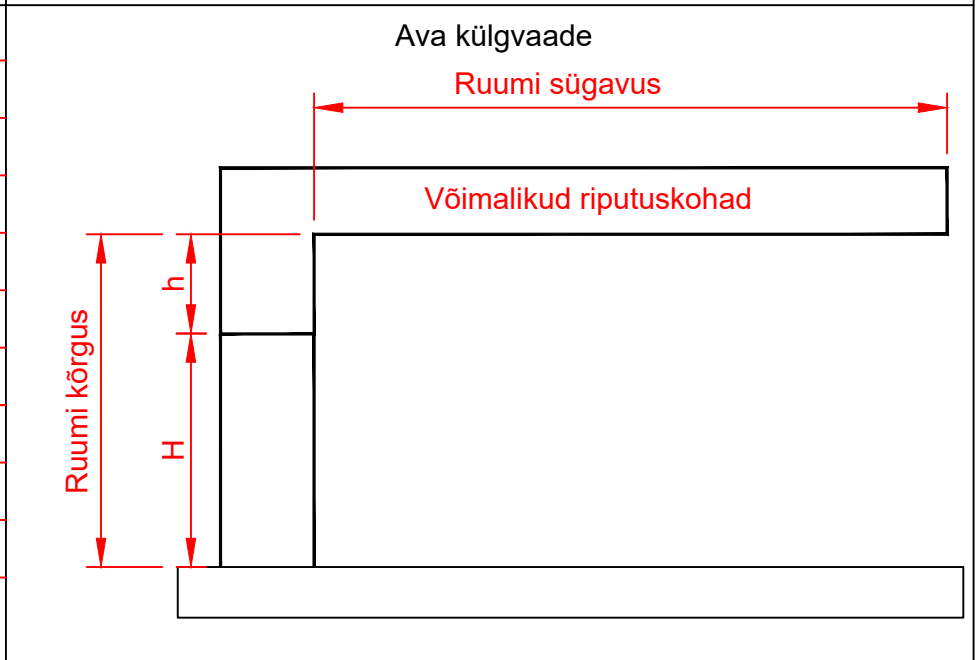 Ava külgvaade
Ruumi sügavus
Võimalikud riputuskohad
h
Ruumi kõrgus
H